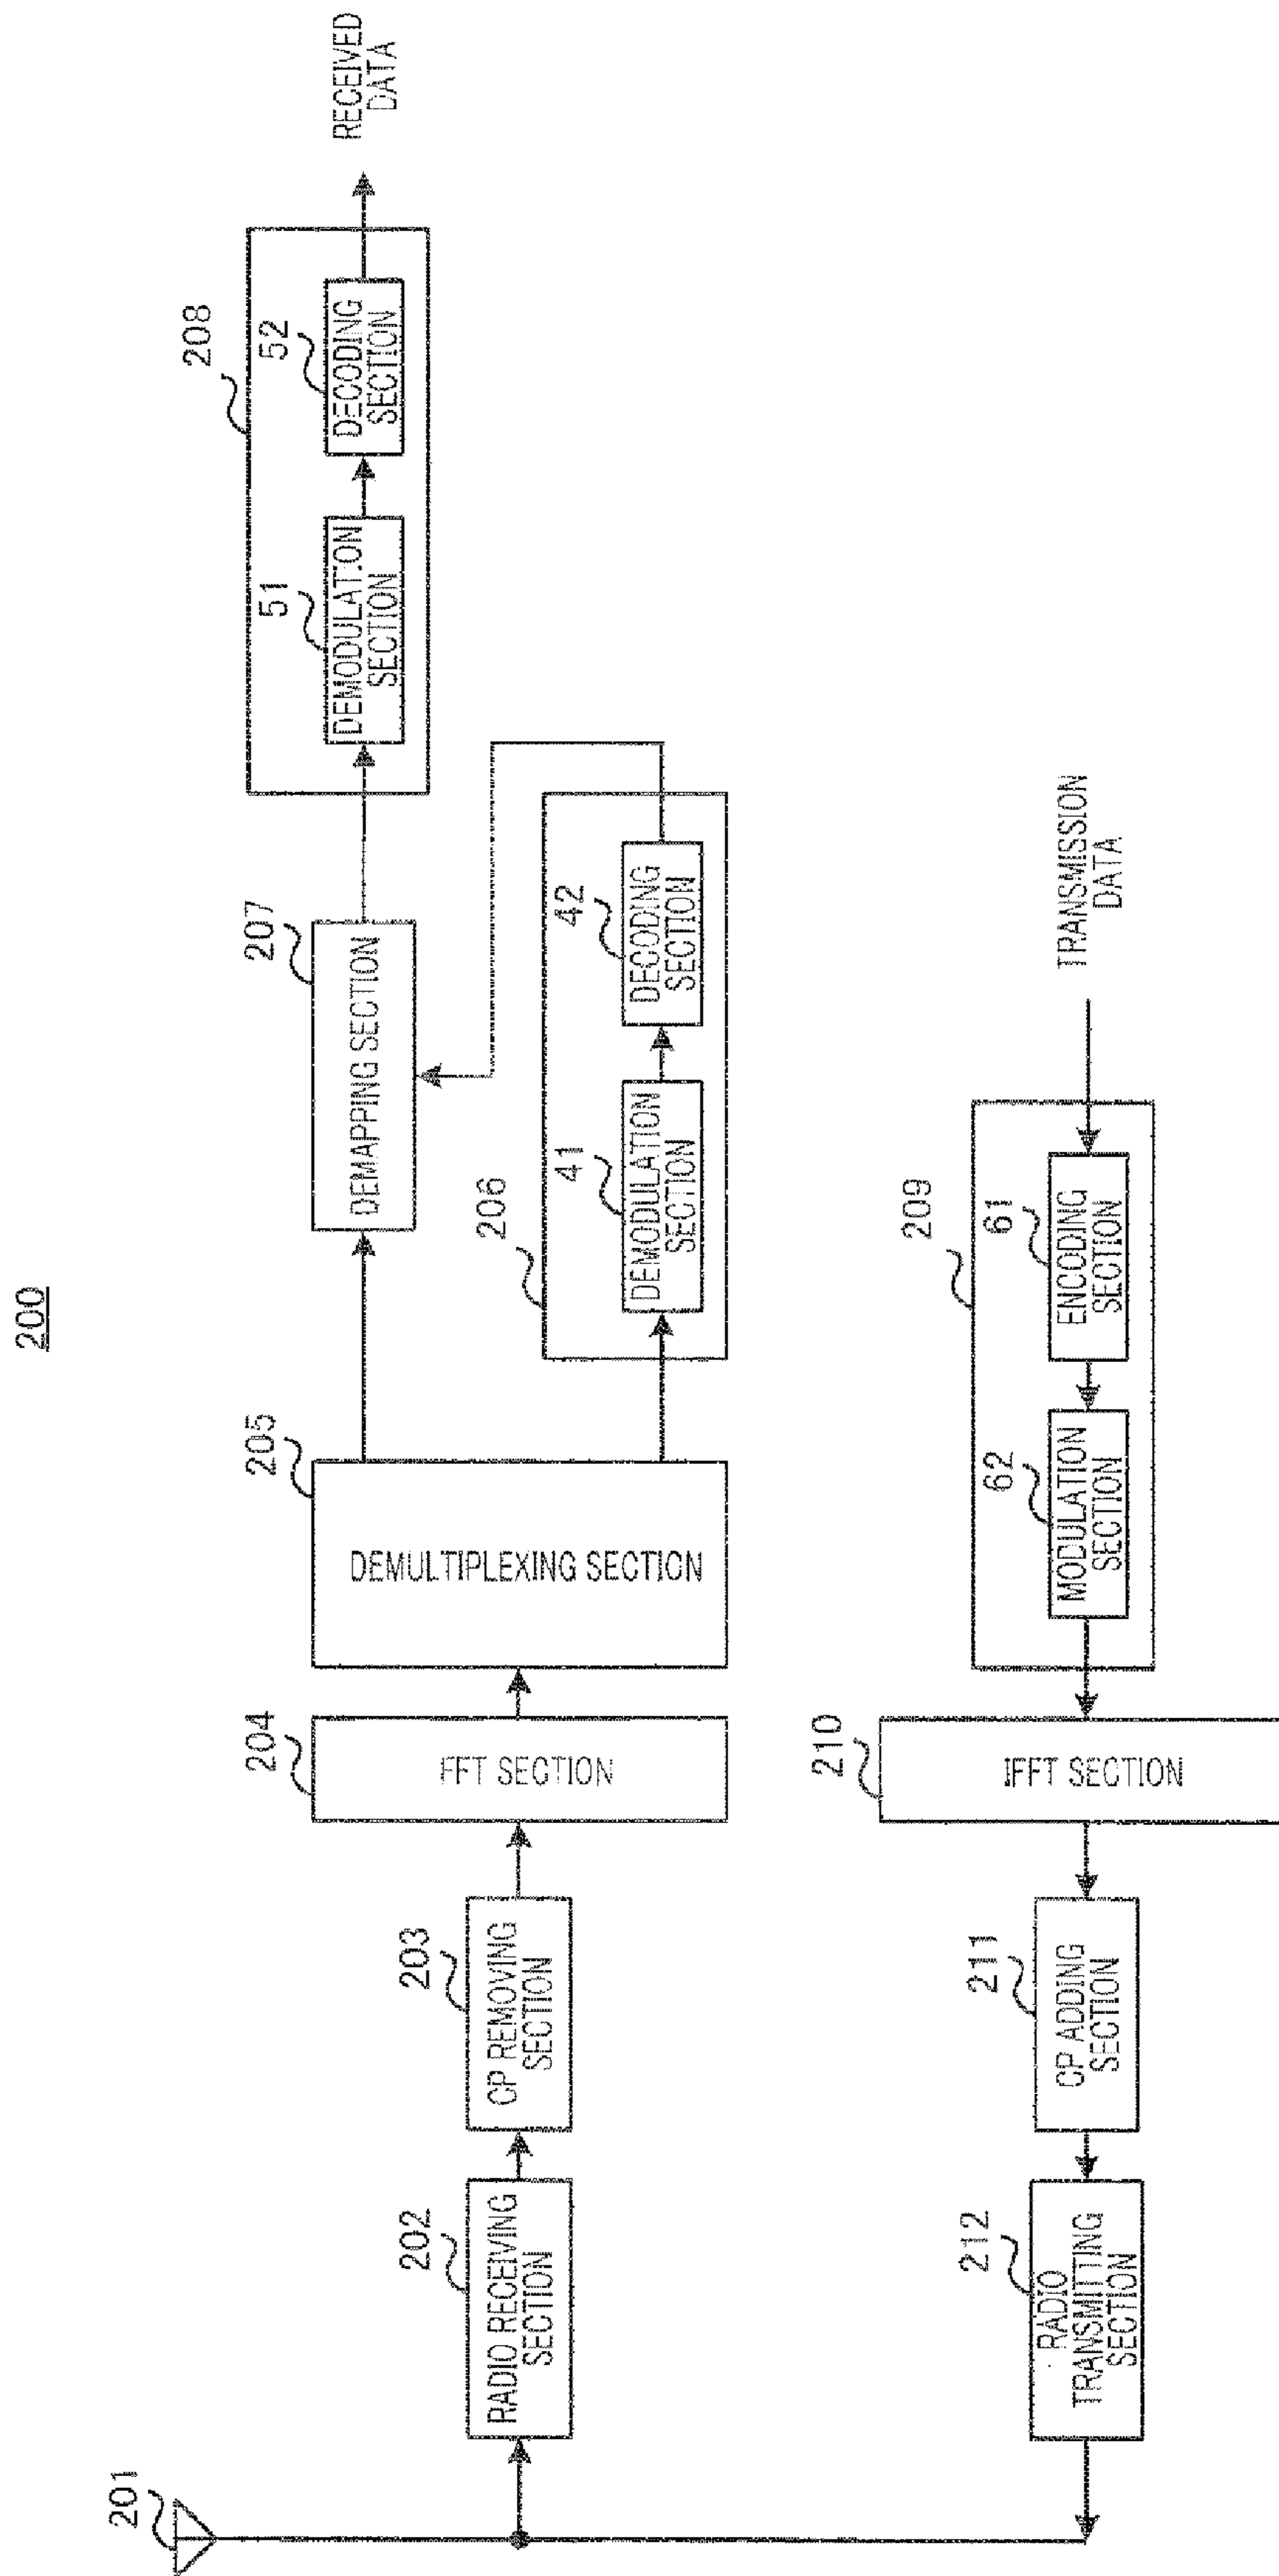 200
201
202
RADIO RECEIVING
SECTION
203
CP REMOVING
SECTION
204
FFT SECTION
205
DEMULTIPLEXING SECTION
207
DEMAPPING SECTION
208
51
DEMODULATION
SECTION
52
DECODING
SECTION
RECEIVED
DATA
206
41
DEMODULATION
SECTION
42
DECODING
SECTION
212
RADIO
TRANSMITTING
SECTION
211
CP ADDING
SECTION
210
IFFT SECTION
209
62
MODULATION
SECTION
61
ENCODING
SECTION
TRANSMISSION
DATA